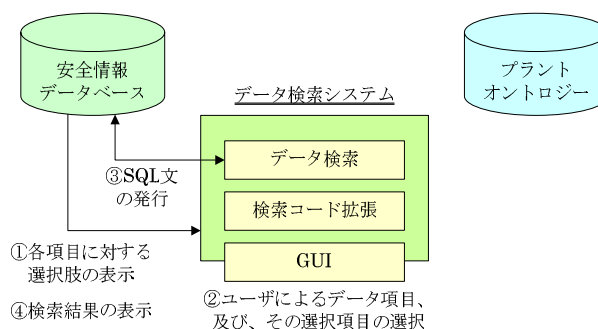 安全情報
データベース
プラント
オントロジー
データ検索システム
データ検索
③SQL文
の発行
検索コード拡張
GUI
①各項目に対する
選択肢の表示
④検索結果の表示
②ユーザによるデータ項目、
及び、その選択項目の選択